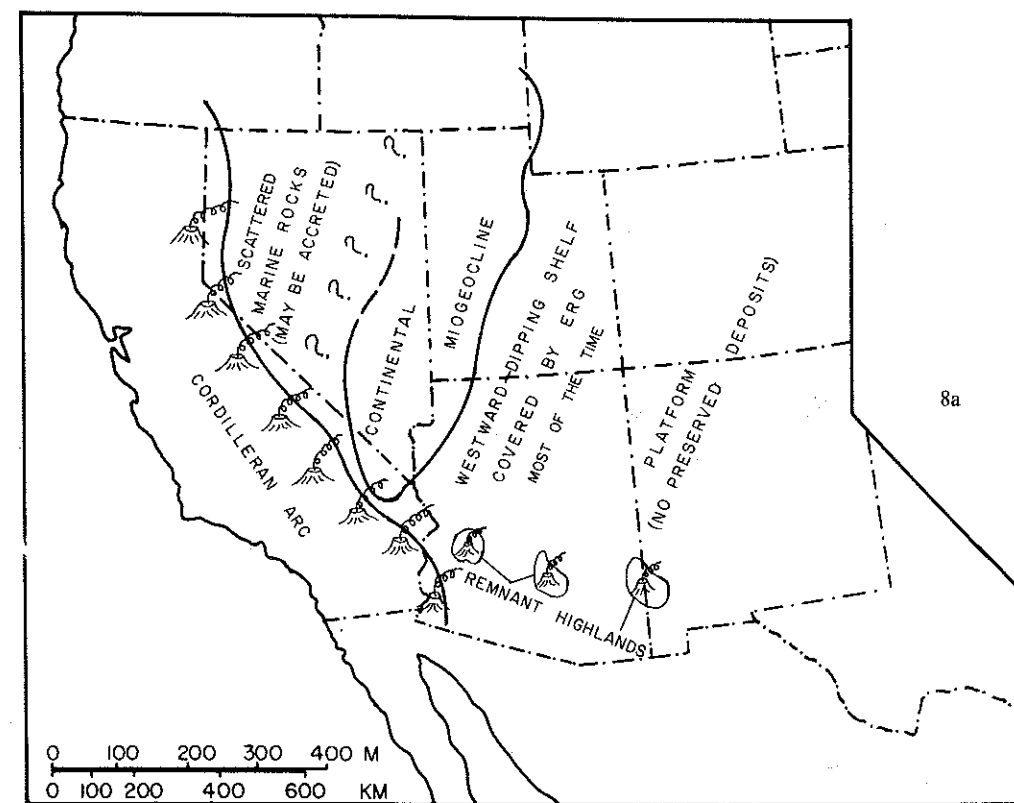 SCATTERED
MARINE ROCKS
(MAY BE ACCRETED)
? ? ? ? ? ?
CONTINENTAL
MIOGEOCLINE
WESTWARD-DIPPING SHELF
COVERED BY ERG
MOST OF THE TIME
PLATFORM DEPOSITS
(NO PRESERVED
CORDILLERAN ARC
REMNANT HIGHLANDS
8a
0 100 200 300 400 M
0 100 200 400 600 KM